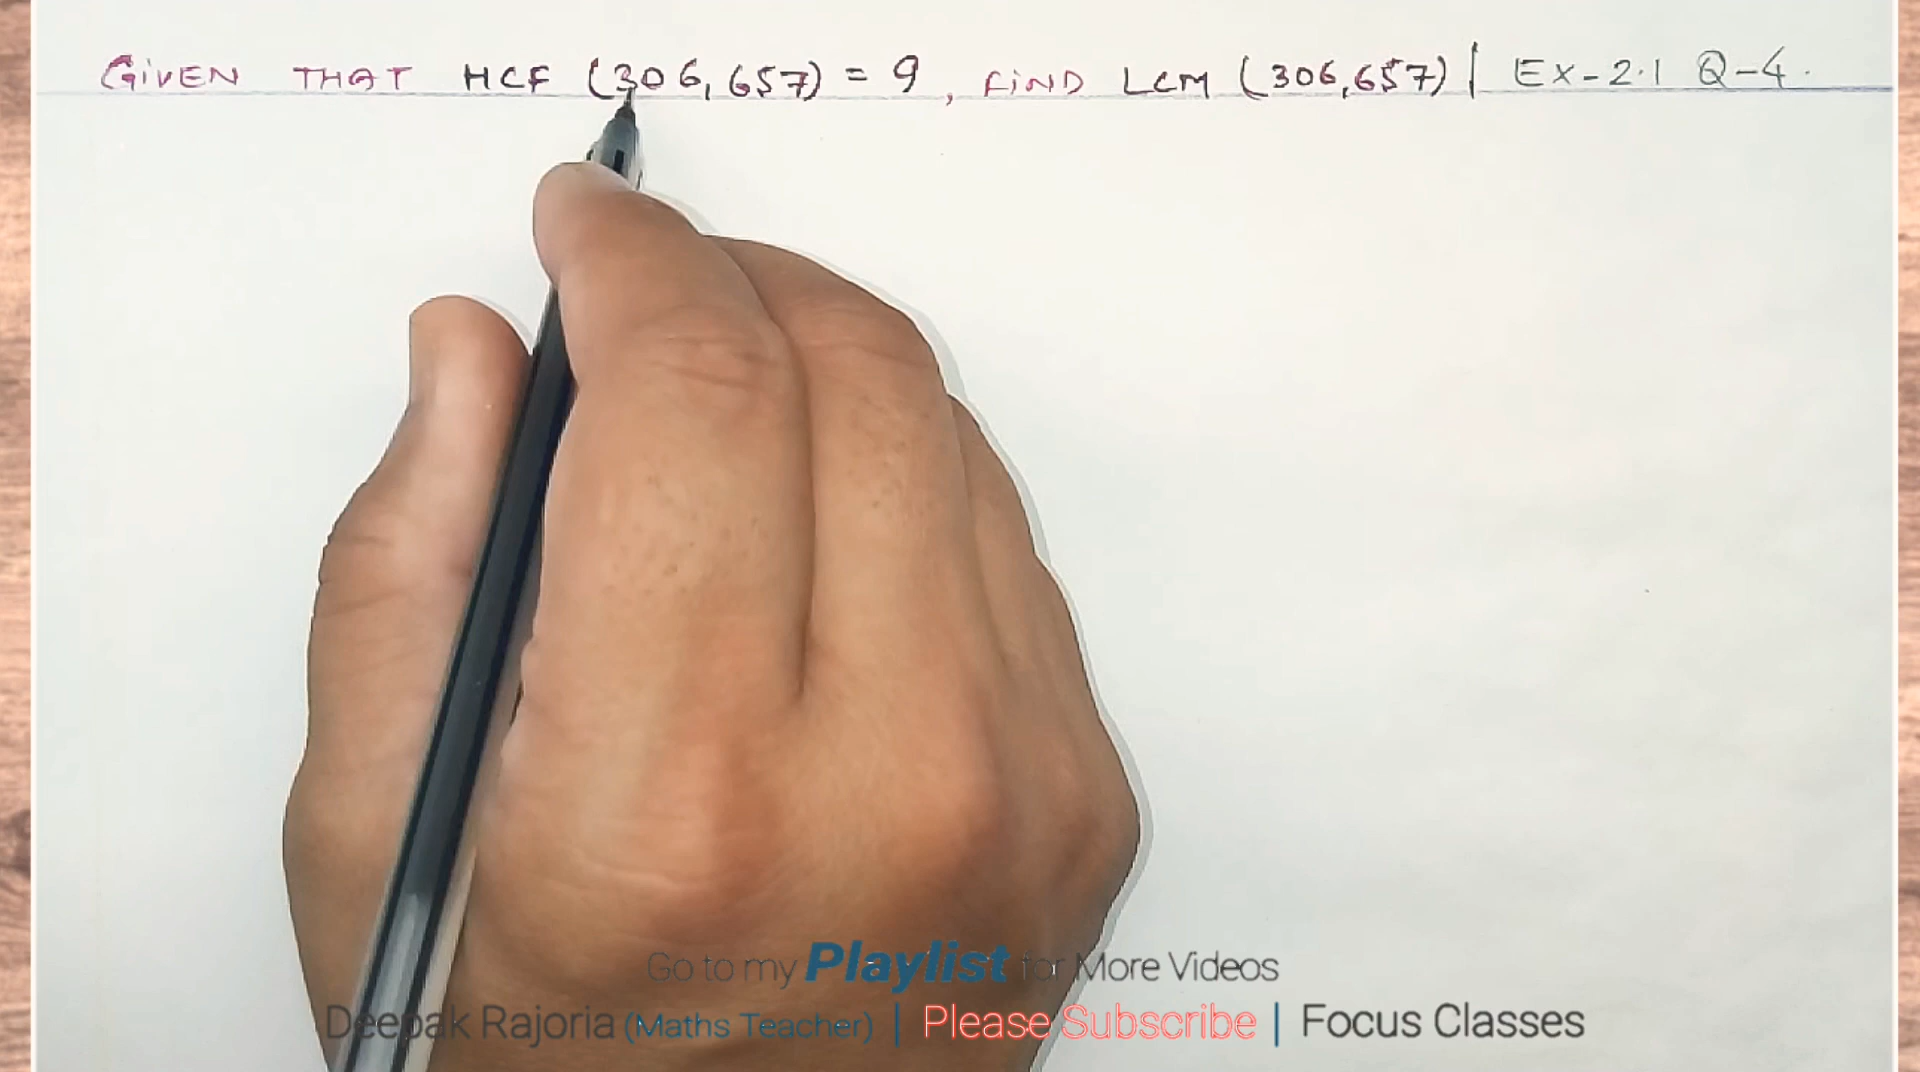 GiVEN THAT HCF (306,657) = 9, FiND LCM (306,657) | Ex-2.1 Q-4.
Go to my Playlist for More Videos
Deepak Rajoria (Maths Teacher) | Please Subscribe | Focus Classes